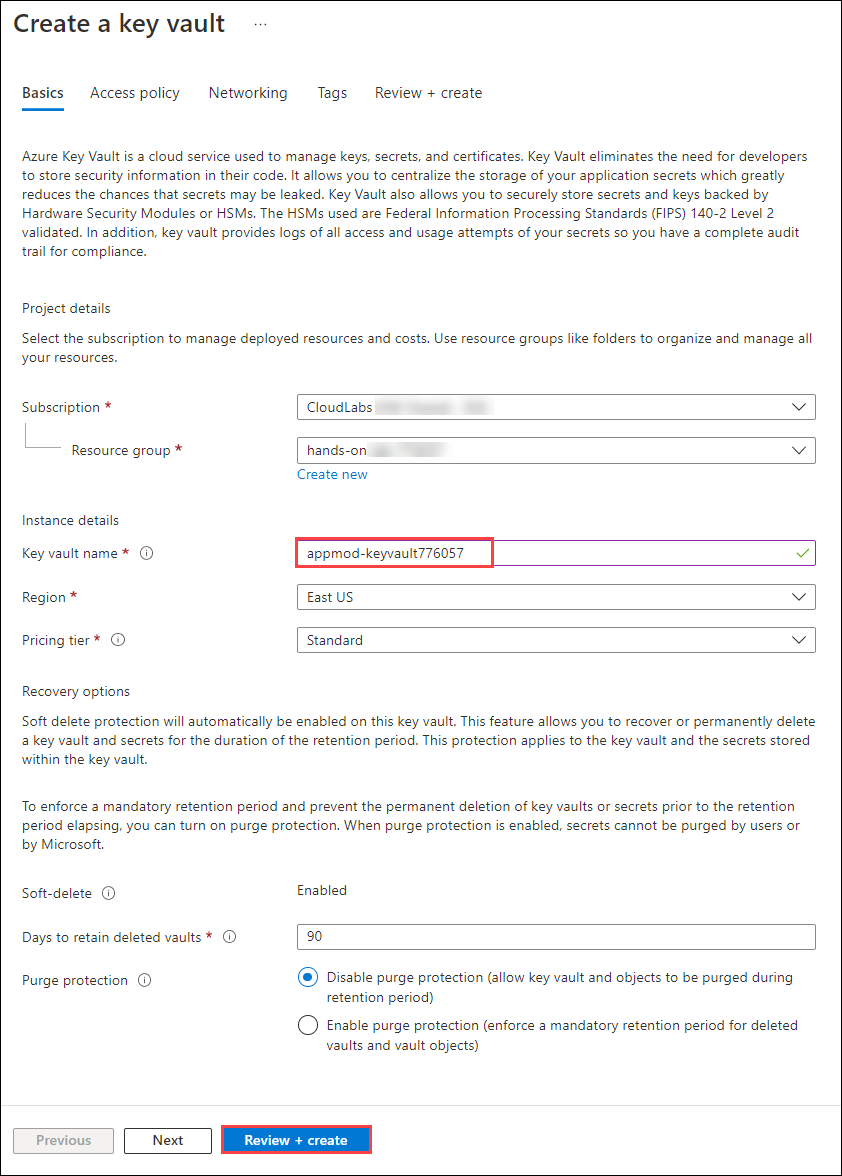 Create a key vault ...
Basics Access policy Networking Tags Review + create
Azure Key Vault is a cloud service used to manage keys, secrets, and certificates. Key Vault eliminates the need for developers
to store security information in their code. It allows you to centralize the storage of your application secrets which greatly
reduces the chances that secrets may be leaked. Key Vault also allows you to securely store secrets and keys backed by
Hardware Security Modules or HSMs. The HSMs used are Federal Information Processing Standards (FIPS) 140-2 Level 2
validated. In addition, key vault provides logs of all access and usage attempts of your secrets so you have a complete audit
trail for compliance.
Project details
Select the subscription to manage deployed resources and costs. Use resource groups like folders to organize and manage all
your resources.
Subscription * CloudLabs
Resource group * hands-on
Create new
Instance details
Key vault name * appmod-keyvault776057
Region * East US
Pricing tier * Standard
Recovery options
Soft delete protection will automatically be enabled on this key vault. This feature allows you to recover or permanently delete
a key vault and secrets for the duration of the retention period. This protection applies to the key vault and the secrets stored
within the key vault.
To enforce a mandatory retention period and prevent the permanent deletion of key vaults or secrets prior to the retention
period elapsing, you can turn on purge protection. When purge protection is enabled, secrets cannot be purged by users or
by Microsoft.
Soft-delete Enabled
Days to retain deleted vaults * 90
Purge protection Disable purge protection (allow key vault and objects to be purged during
retention period)
Enable purge protection (enforce a mandatory retention period for deleted
vaults and vault objects)
Previous Next Review + create